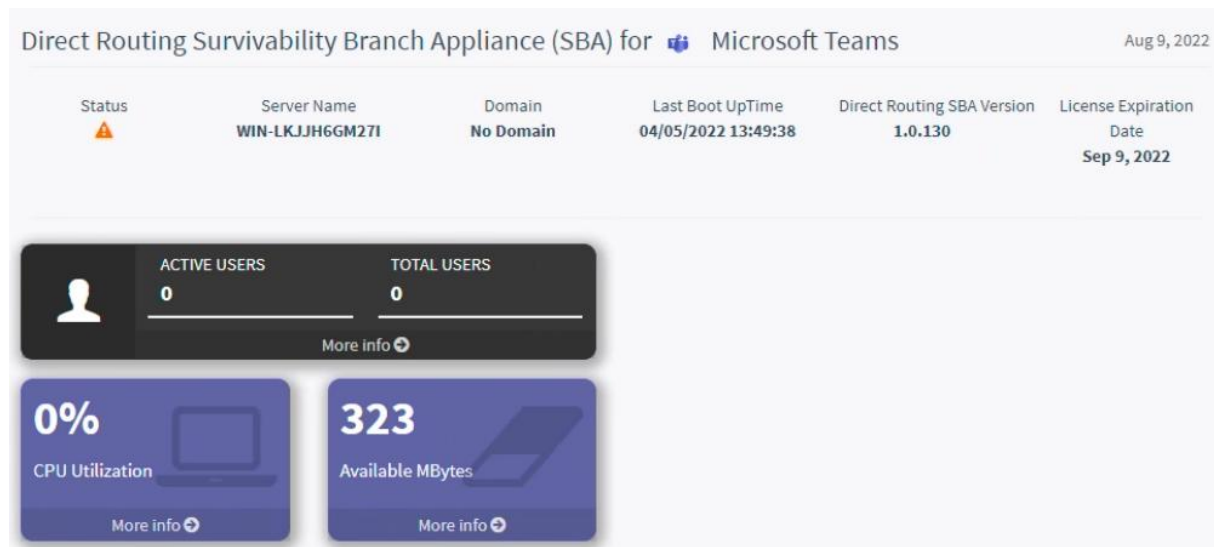 Direct Routing Survivability Branch Appliance (SBA) for Microsoft Teams
Aug 9, 2022
Status
Server Name
WIN-LKJJH6GM27I
Domain
No Domain
Last Boot UpTime
04/05/2022 13:49:38
Direct Routing SBA Version
1.0.130
License Expiration
Date
Sep 9, 2022
ACTIVE USERS
0
TOTAL USERS
0
More info
0%
CPU Utilization
More info
323
Available MBytes
More info